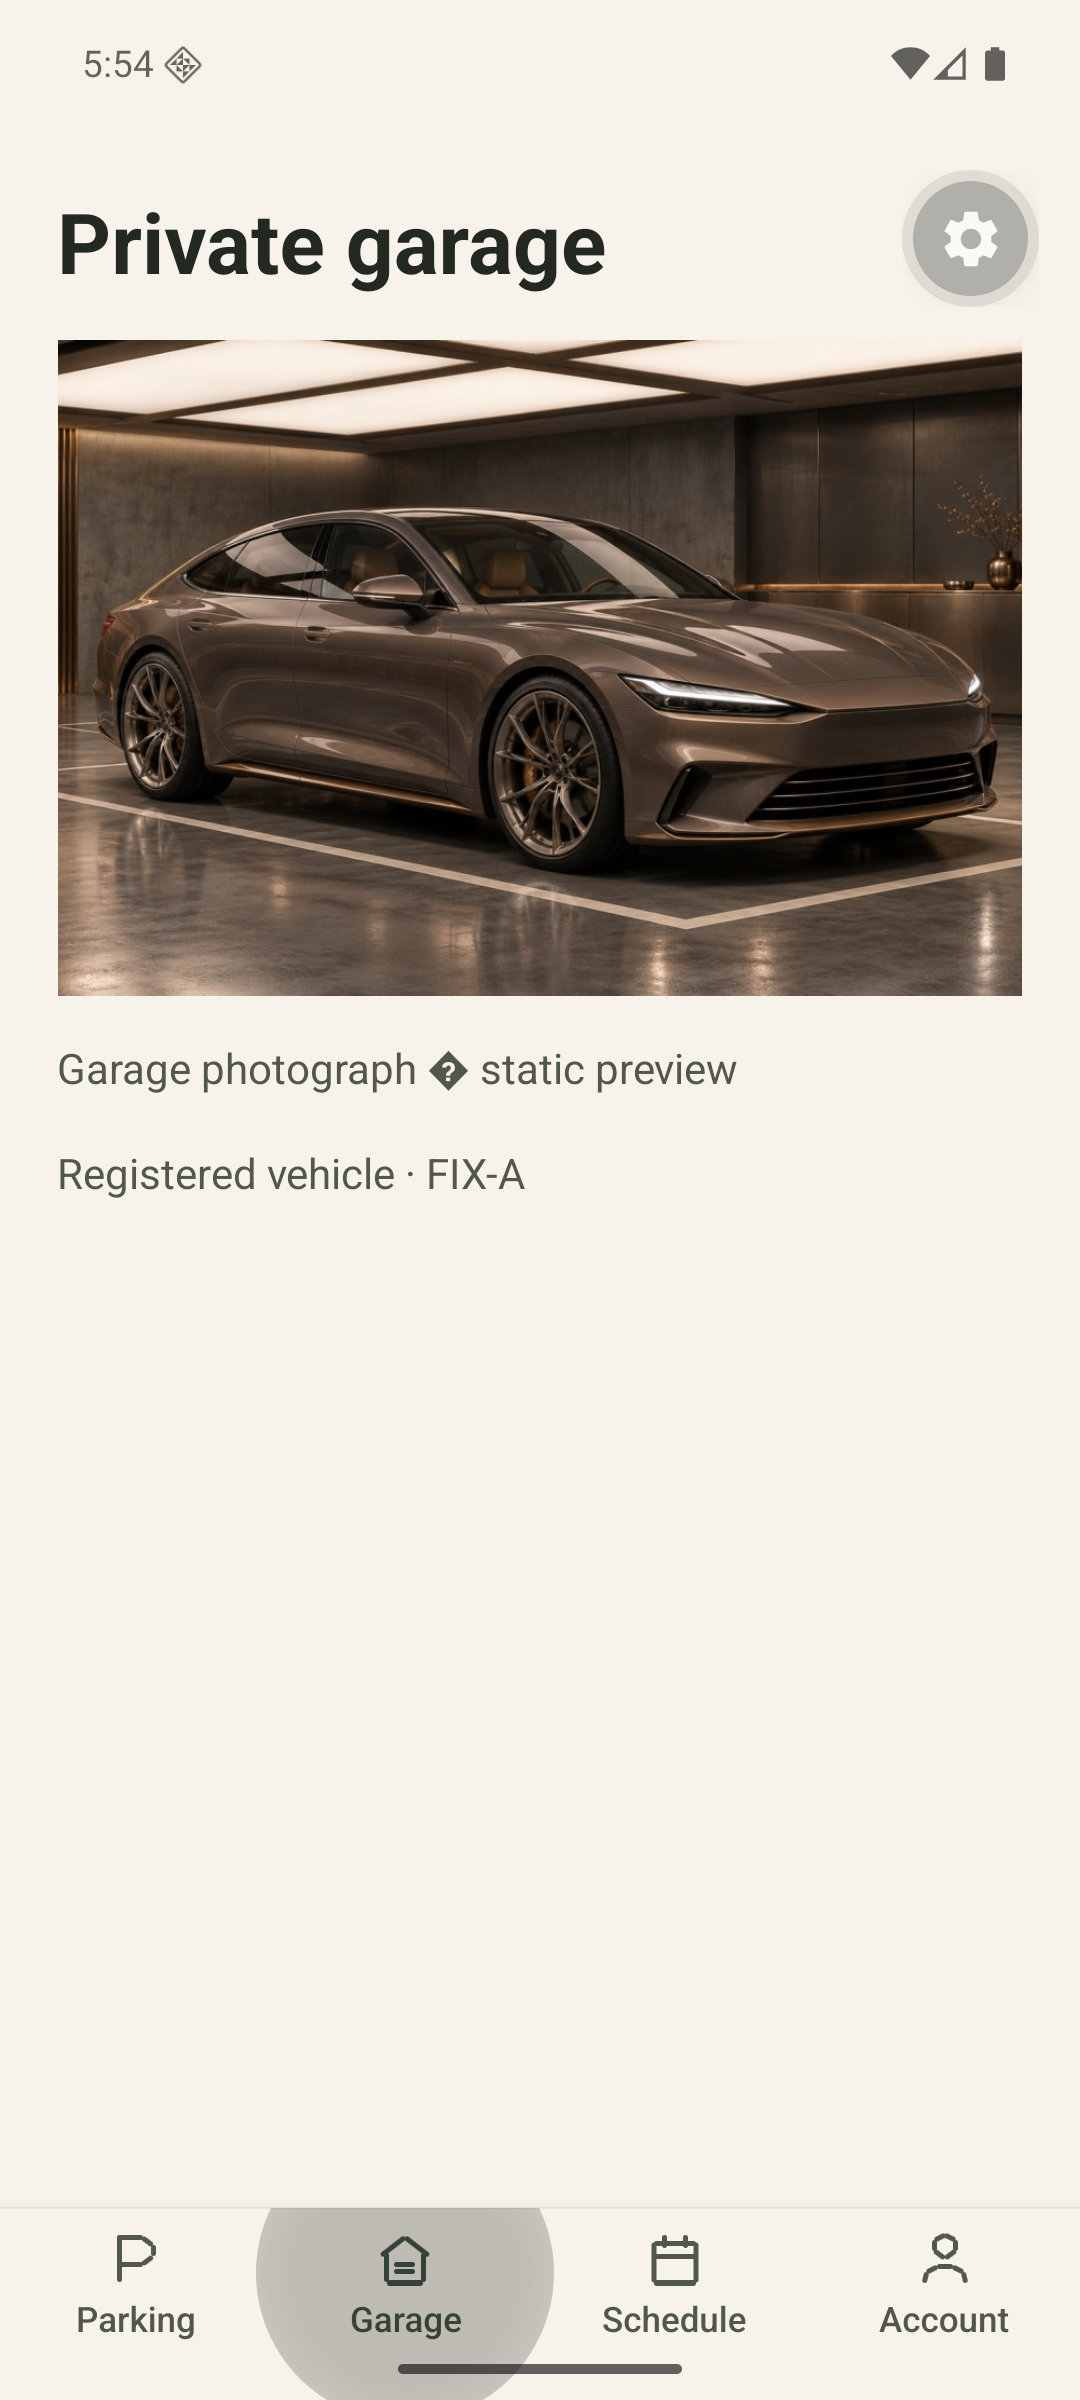 5:54
Private garage
Garage photograph � static preview
Registered vehicle · FIX-A
Parking
Garage
Schedule
Account